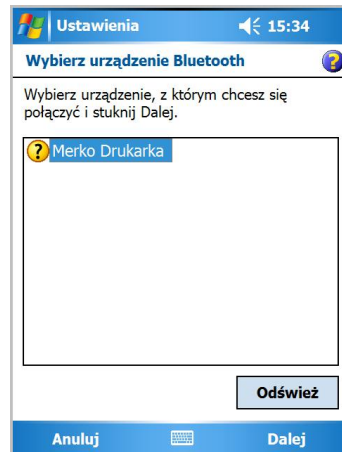 Ustawienia 15:34
Wybierz urządzenie Bluetooth ?
Wybierz urządzenie, z którym chcesz się
połączyć i stuknij Dalej.
? Merko Drukarka
Odśwież
Anuluj Dalej